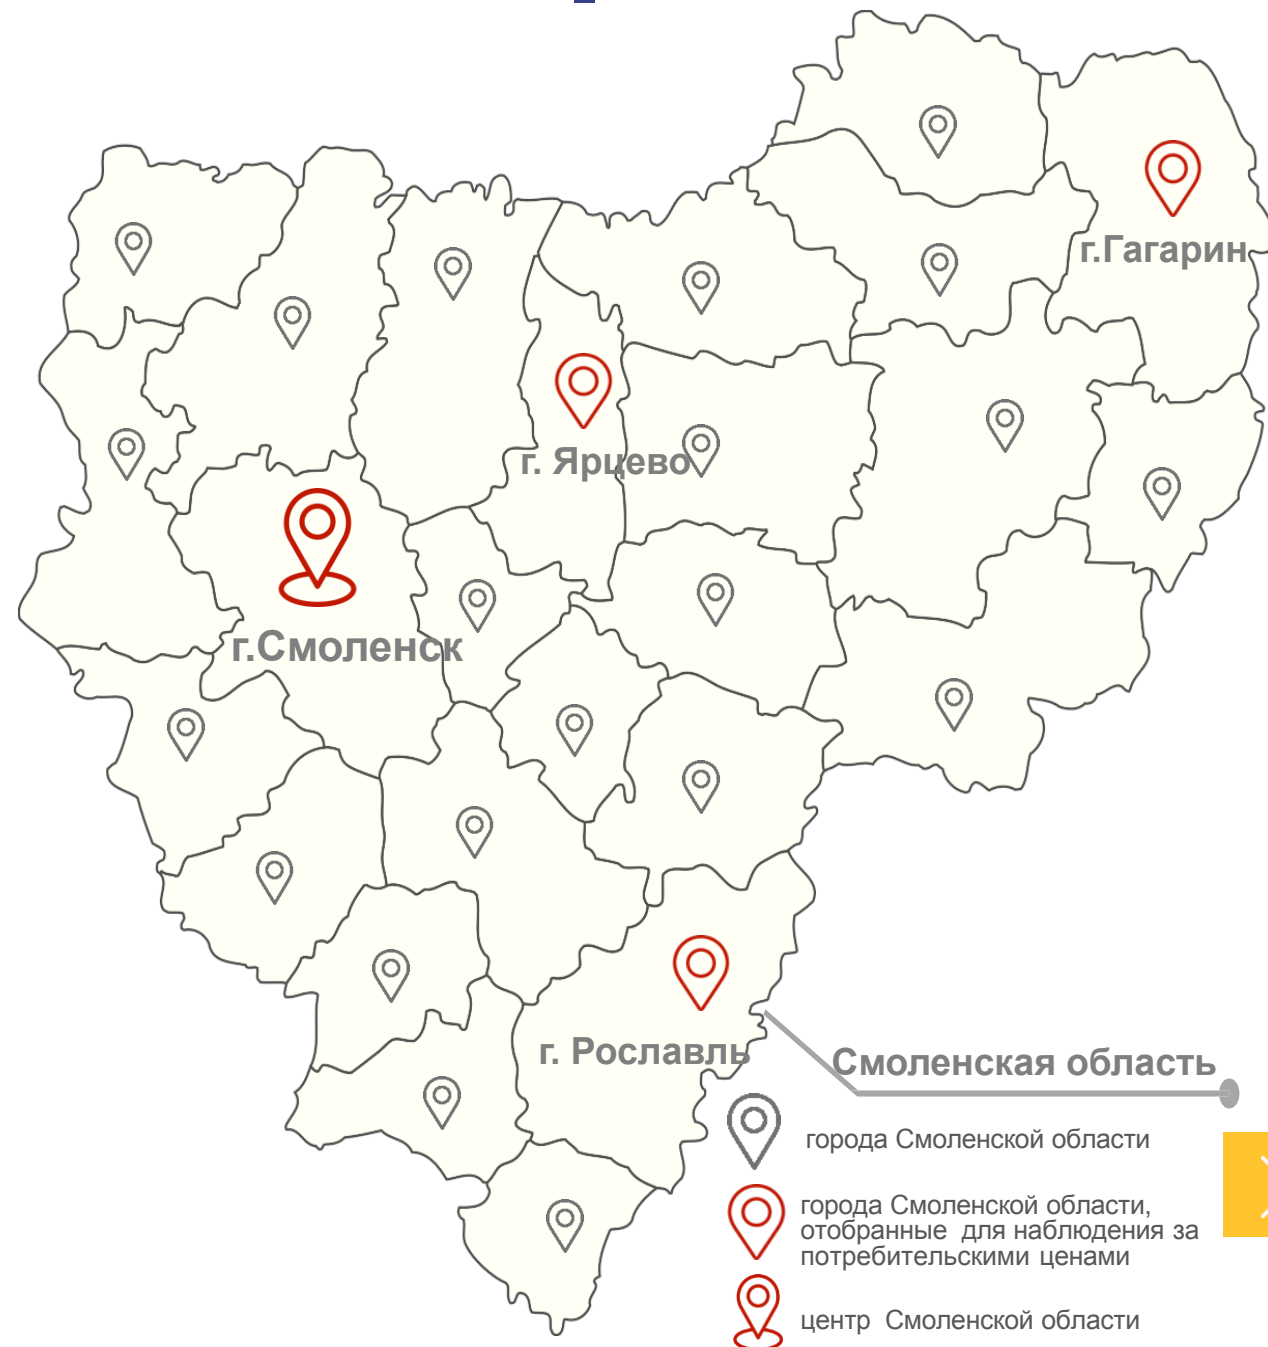 г.Гагарин
г. Ярцево
г.Смоленск
г. Рославль
Смоленская область
города Смоленской области
города Смоленской области,
отобранные для наблюдения за
потребительскими ценами
центр Смоленской области